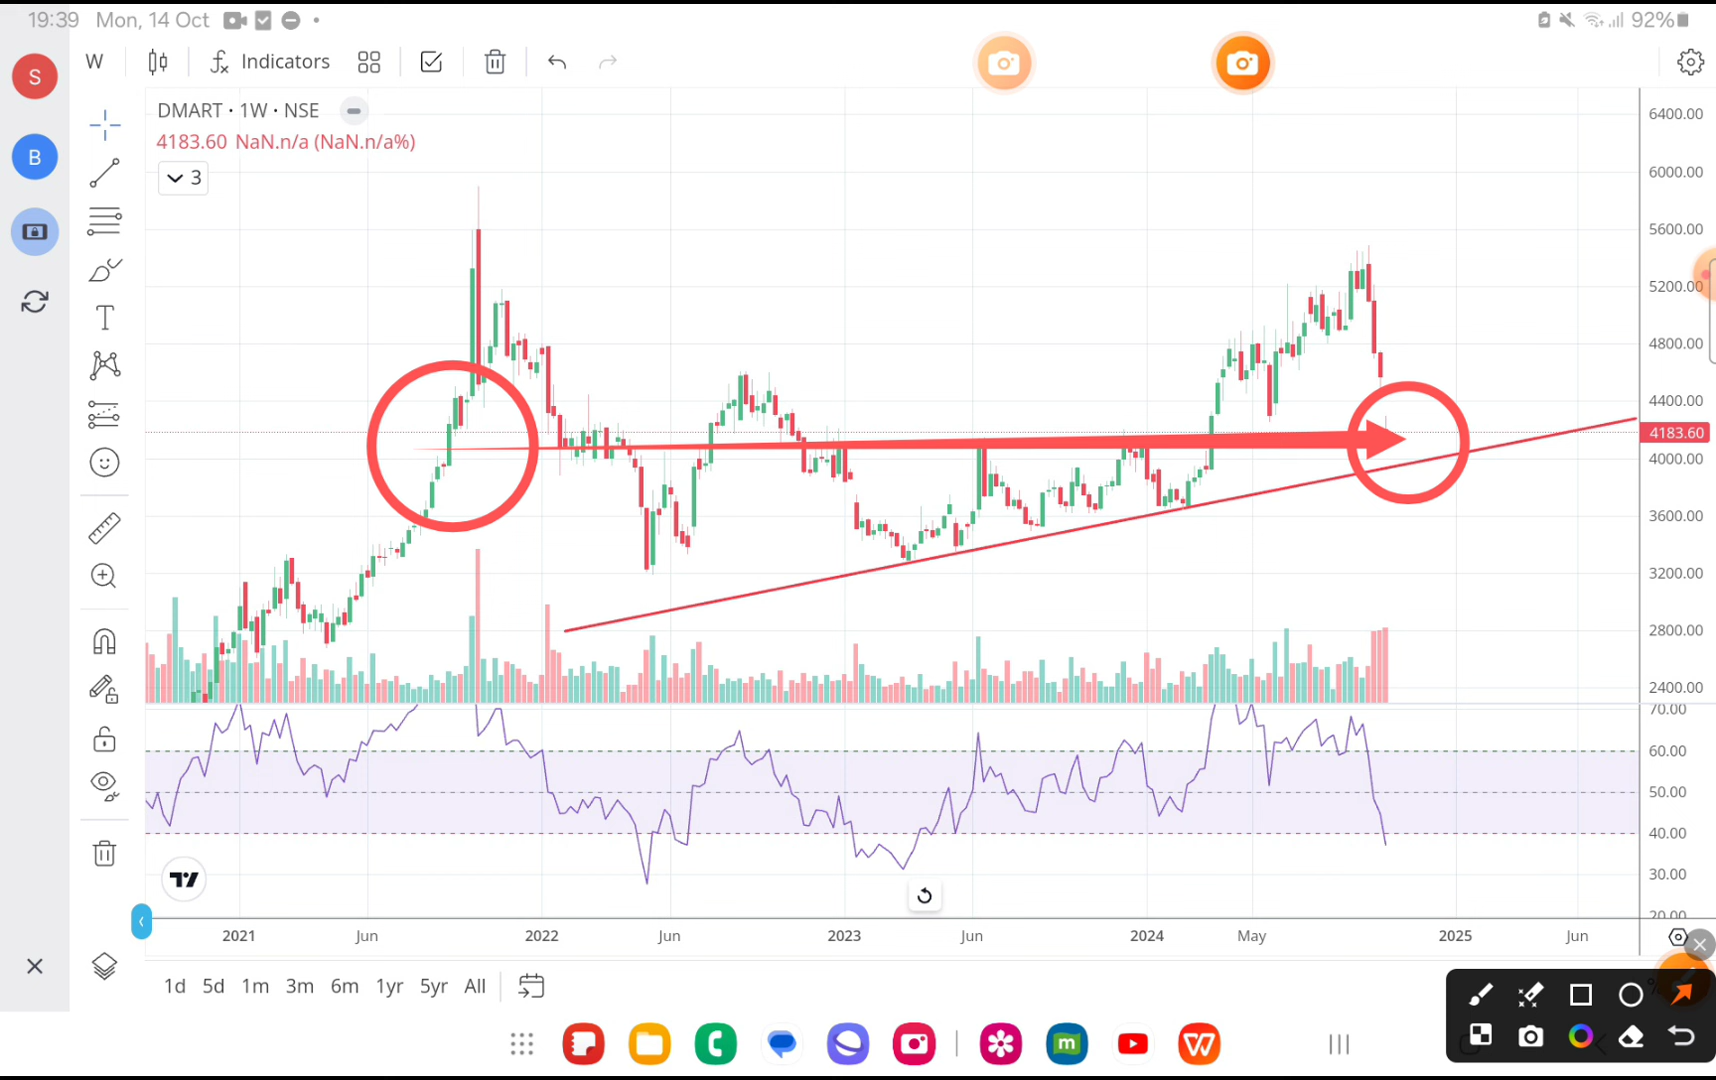 19:39 Mon, 14 Oct
92%
S
W
Indicators
B
DMART · 1W · NSE
4183.60 NaN.n/a (NaN.n/a%)
3
T
6400.00
6000.00
5600.00
5200.00
4800.00
4400.00
4183.60
4000.00
3600.00
3200.00
2800.00
2400.00
70.00
60.00
50.00
40.00
30.00
20.00
2021
Jun
2022
Jun
2023
Jun
2024
May
2025
Jun
1d 5d 1m 3m 6m 1yr 5yr All
m